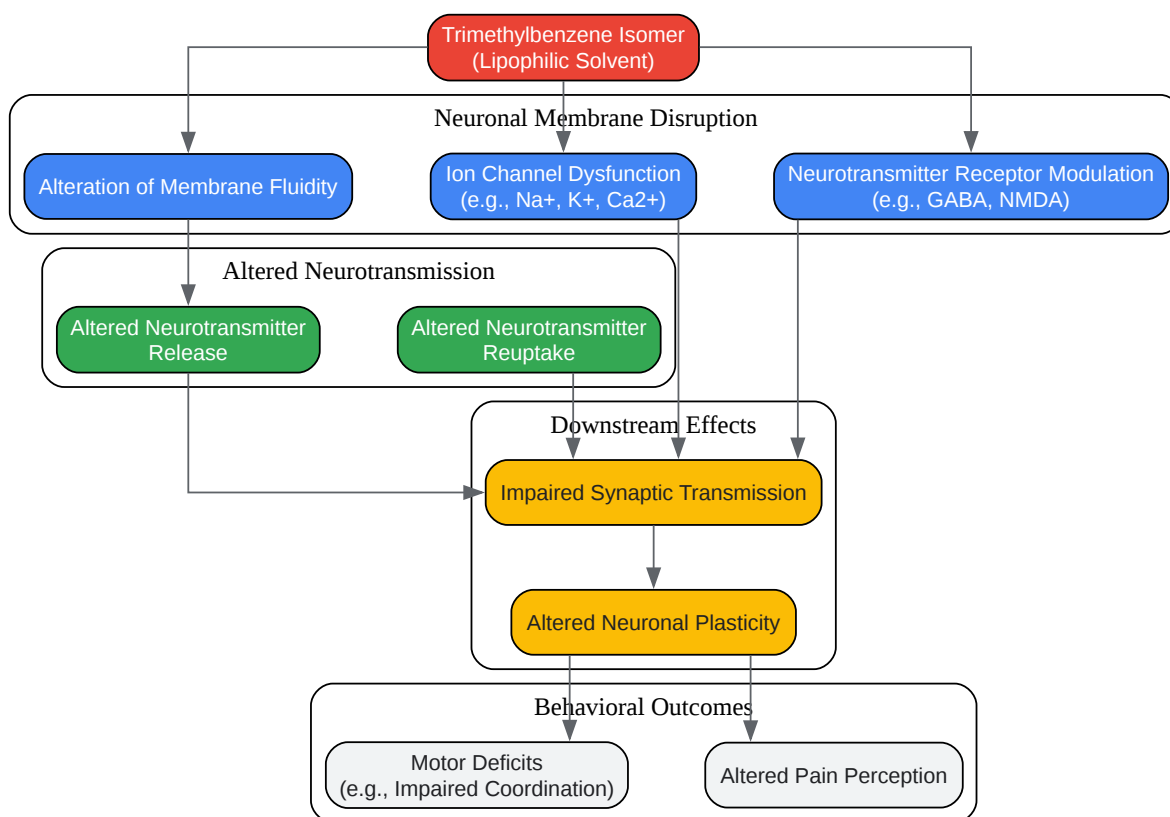 Trimethylbenzene Isomer
(Lipophilic Solvent)
Neuronal Membrane Disruption
Alteration of Membrane Fluidity
Ion Channel Dysfunction
(e.g., Na+, K+, Ca2+)
Neurotransmitter Receptor Modulation
(e.g., GABA, NMDA)
Altered Neurotransmission
Altered Neurotransmitter
Release
Altered Neurotransmitter
Reuptake
Downstream Effects
Impaired Synaptic Transmission
Altered Neuronal Plasticity
Behavioral Outcomes
Motor Deficits
(e.g., Impaired Coordination)
Altered Pain Perception